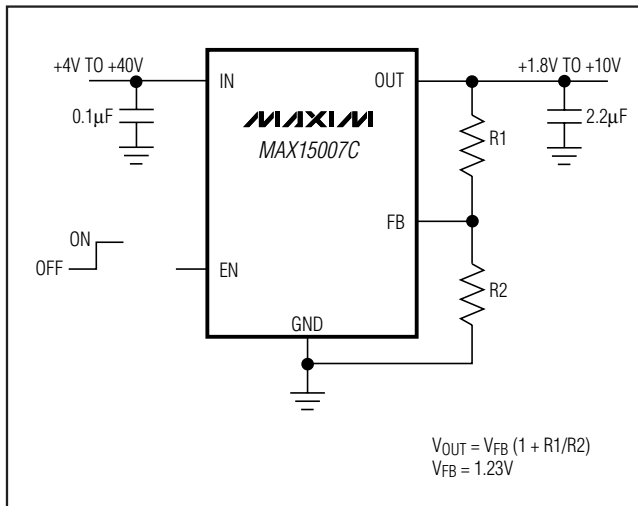 +4V TO +40V
IN
OUT
+1.8V TO +10V
0.1µF
MAXIM
MAX15007C
R1
2.2µF
FB
ON
OFF
EN
R2
GND
VOUT = VFB (1 + R1/R2)
VFB = 1.23V